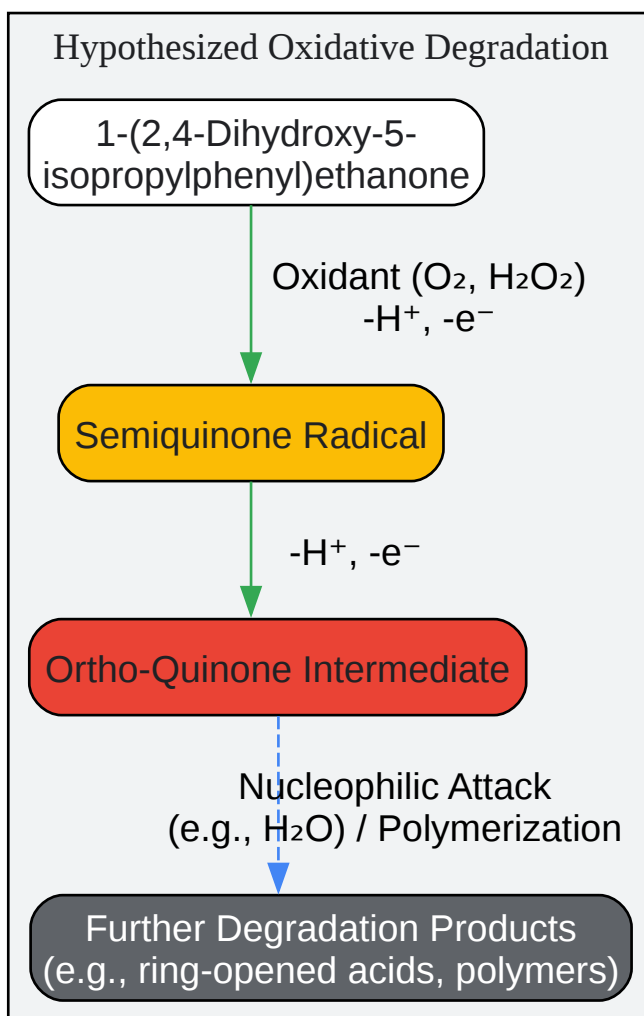 Hypothesized Oxidative Degradation
1-(2,4-Dihydroxy-5-
isopropylphenyl)ethanone
Oxidant (O₂, H₂O₂)
-H⁺, -e⁻
Semiquinone Radical
-H⁺, -e⁻
Ortho-Quinone Intermediate
Nucleophilic Attack
(e.g., H₂O) / Polymerization
Further Degradation Products
(e.g., ring-opened acids, polymers)